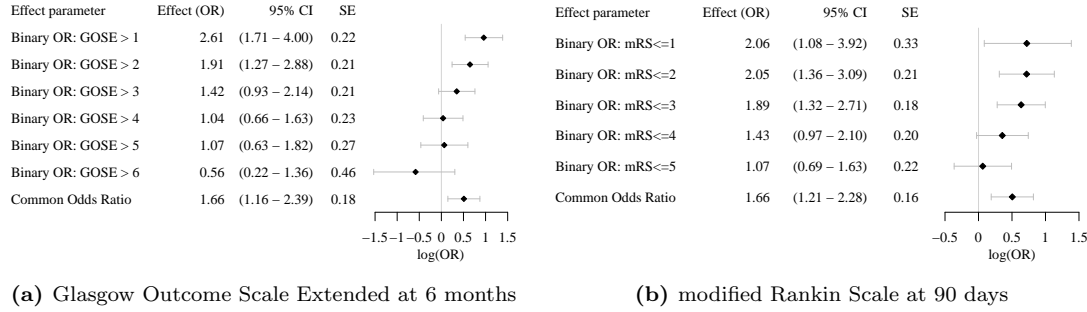 Effect parameter Effect (OR) 95% CI SE
Binary OR: GOSE > 1 2.61 (1.71 – 4.00) 0.22
Binary OR: GOSE > 2 1.91 (1.27 – 2.88) 0.21
Binary OR: GOSE > 3 1.42 (0.93 – 2.14) 0.21
Binary OR: GOSE > 4 1.04 (0.66 – 1.63) 0.23
Binary OR: GOSE > 5 1.07 (0.63 – 1.82) 0.27
Binary OR: GOSE > 6 0.56 (0.22 – 1.36) 0.46
Common Odds Ratio 1.66 (1.16 – 2.39) 0.18
−1.5 −1 0 0.5 1 1.5
log(OR)
(a) Glasgow Outcome Scale Extended at 6 months
Effect parameter Effect (OR) 95% CI SE
Binary OR: mRS<=1 2.06 (1.08 – 3.92) 0.33
Binary OR: mRS<=2 2.05 (1.36 – 3.09) 0.21
Binary OR: mRS<=3 1.89 (1.32 – 2.71) 0.18
Binary OR: mRS<=4 1.43 (0.97 – 2.10) 0.20
Binary OR: mRS<=5 1.07 (0.69 – 1.63) 0.22
Common Odds Ratio 1.66 (1.21 – 2.28) 0.16
−0.5 0 0.5 1 1.5
log(OR)
(b) modified Rankin Scale at 90 days